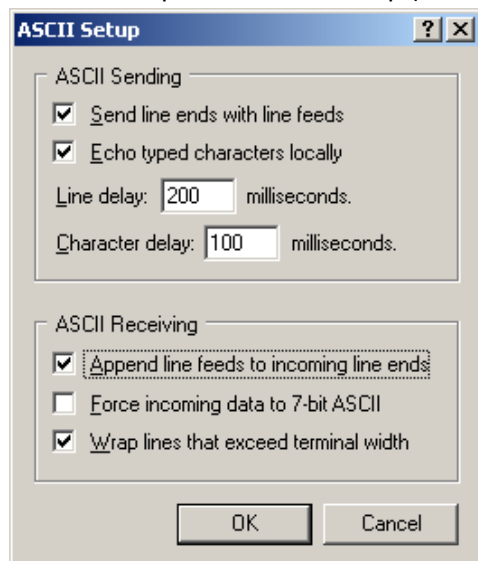 ASCII Setup
ASCII Sending
Send line ends with line feeds
Echo typed characters locally
Line delay: 200 milliseconds.
Character delay: 100 milliseconds.
ASCII Receiving
Append line feeds to incoming line ends
Force incoming data to 7-bit ASCII
Wrap lines that exceed terminal width
OK Cancel